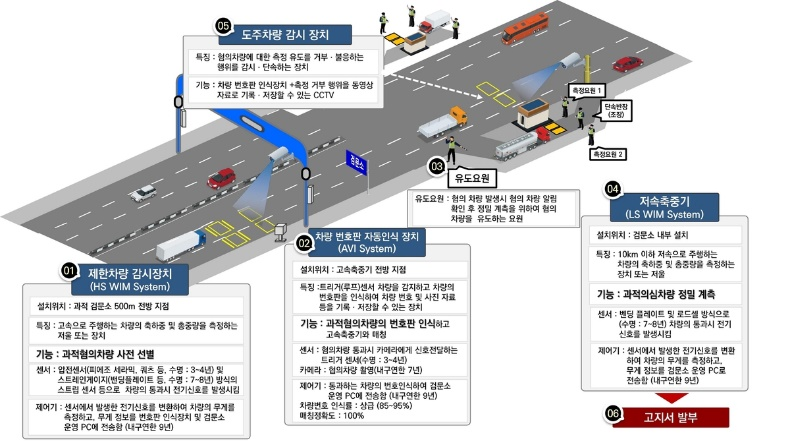 05
도주차량 감시 장치
특징 : 혐의차량에 대한 측정 유도를 거부 · 불응하는
행위를 감시 · 단속하는 장치
기능 : 차량 번호판 인식장치 +측정 거부 행위을 동영상
자료로 기록 · 저장할 수 있는 CCTV
검문소
측정요원 1
단속반장
(조장)
측정요원 2
03
유도요원
유도요원 : 혐의 차량 발생시 혐의 차량 알림
확인 후 정밀 계측을 위하여 혐의
차량을 유도하는 요원
01
제한차량 감시장치
(HS WIM System)
설치위치 : 과적 검문소 500m 전방 지점
특징 : 고속으로 주행하는 차량의 축하중 및 총중량을 측정하는
저울 또는 장치
기능 : 과적혐의차량 사전 선별
센서 : 압전센서(피에조 세라믹, 쿼츠 등, 수명 : 3~4년) 및
스트레인게이지(벤딩플레이트 등, 수명 : 7~8년) 방식의
스트립 센서 등으로 차량의 통과시 전기신호를 발생시킴
제어기 : 센서에서 발생한 전기신호를 변환하여 차량의 무게를
측정하고, 무게 정보를 번호판 인식장치 및 검문소
운영 PC에 전송함 (내구연한 9년)
02
차량 번호판 자동인식 장치
(AVI System)
설치위치 : 고속축중기 전방 지점
특징 :트리거(루프)센서 차량을 감지하고 차량의
번호판을 인식하여 차량 번호 및 사진 자료
등을 기록 · 저장할 수 있는 장치
기능 : 과적혐의차량의 번호판 인식하고
고속축중기와 매칭
센서 : 혐의차량 통과시 카메라에게 신호전달하는
트리거 센서(수명 : 3~4년)
카메라 : 혐의차량 촬영(내구연한 7년)
제어기 : 통과하는 차량의 번호인식하여 검문소
운영 PC에 전송함 (내구연한 9년)
차량번호 인식률 : 상급 (85~95%)
매칭정확도 : 100%
04
저속축중기
(LS WIM System)
설치위치 : 검문소 내부 설치
특징 : 10km 이하 저속으로 주행하는
차량의 축하중 및 총중량을 측정하는
장치 또는 저울
기능 : 과적의심차량 정밀 계측
센서 : 벤딩 플레이트 및 로드셀 방식으로
(수명 : 7~8년) 차량의 통과시 전기
신호를 발생시킴
제어기 : 센서에서 발생한 전기신호를 변환
하여 차량의 무게를 측정하고,
무게 정보를 검문소 운영 PC로
전송함 (내구연한 9년)
06
고지서 발부